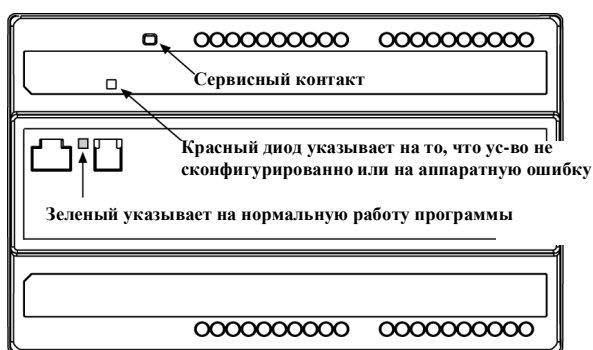 Сервисный контакт
Красный диод указывает на то, что ус-во не
сконфигурированно или на аппаратную ошибку
Зеленый указывает на нормальную работу программы